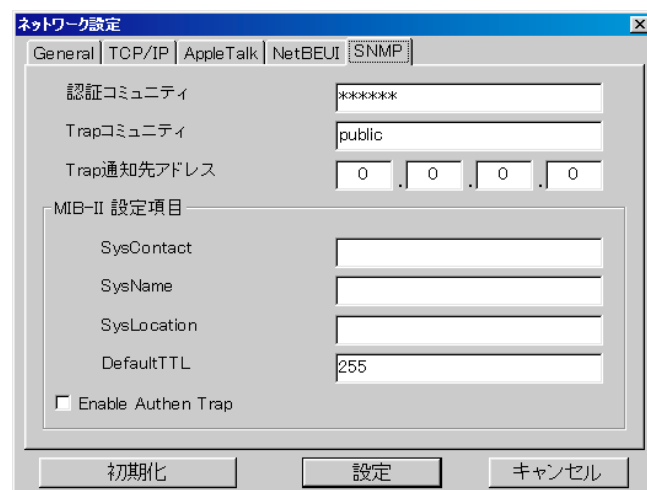 ネットワーク設定
General TCP/IP AppleTalk NetBEUI SNMP
認証コミュニティ ******
Trapコミュニティ public
Trap通知先アドレス 0 . 0 . 0 . 0
MIB-II 設定項目
SysContact
SysName
SysLocation
DefaultTTL 255
Enable Authen Trap
初期化 設定 キャンセル